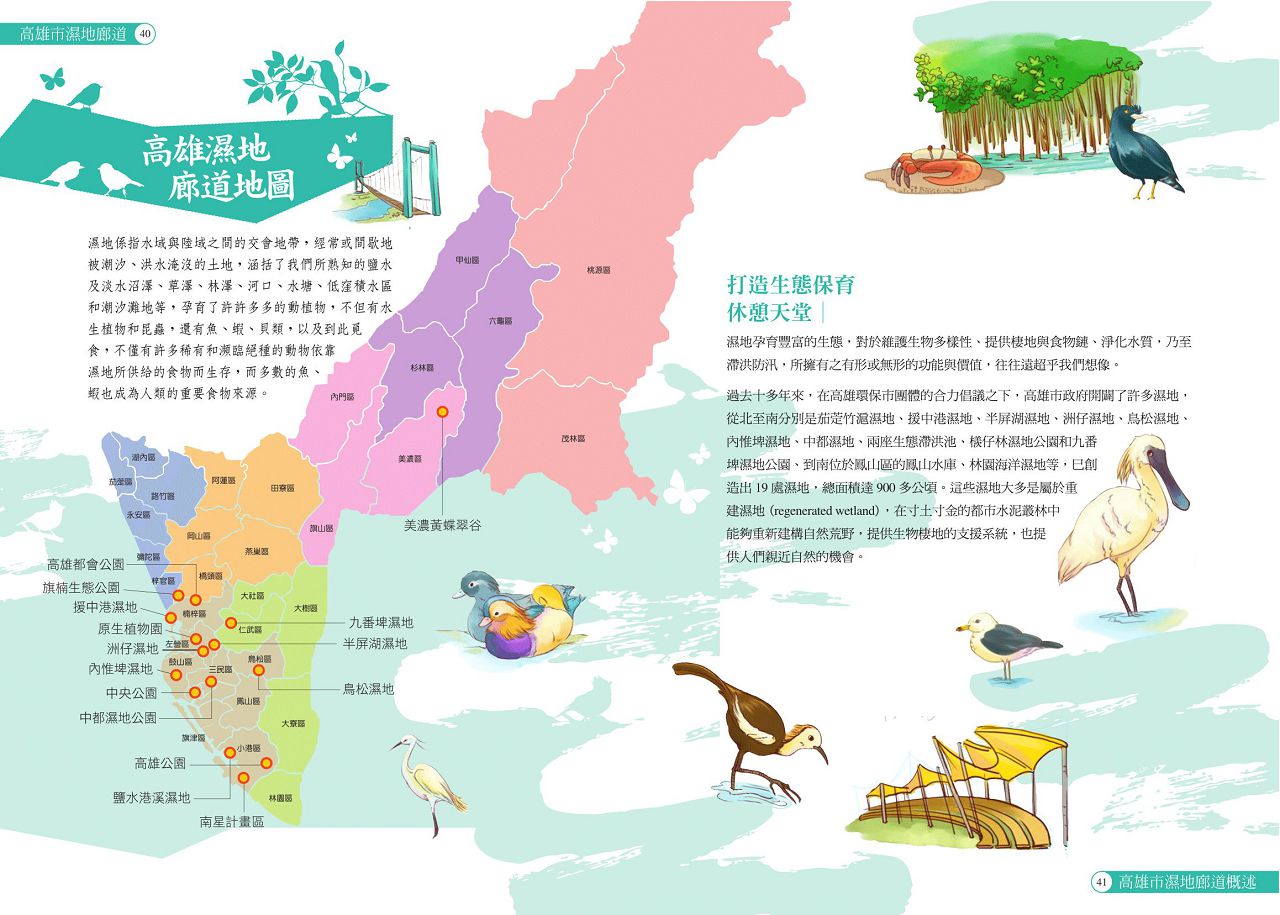 高雄市濕地廊道 40
高雄濕地
廊道地圖
濕地係指水域與陸域之間的交會地帶，經常或間歇地
被潮汐、洪水淹沒的土地，涵括了我們所熟知的鹽水
及淡水沼澤、草澤、林澤、河口、水塘、低窪積水區
和潮汐灘地等，孕育了許許多多的動植物，不但有水
生植物和昆蟲，還有魚、蝦、貝類，以及到此覓
食，不僅有許多稀有和瀕臨絕種的動物依靠
濕地所供給的食物而生存，而多數的魚、
蝦也成為人類的重要食物來源。
甲仙區
桃源區
六龜區
杉林區
內門區
茂林區
美濃區
旗山區
美濃黃蝶翠谷
湖內區
茄萣區
路竹區
永安區
阿蓮區
田寮區
岡山區
彌陀區
燕巢區
梓官區
橋頭區
大社區
大樹區
楠梓區
仁武區
左營區
鼓山區
三民區
鳥松區
鳳山區
大寮區
旗津區
小港區
林園區
高雄都會公園
旗楠生態公園
援中港濕地
原生植物園
洲仔濕地
內惟埤濕地
中央公園
中都濕地公園
高雄公園
鹽水港溪濕地
南星計畫區
九番埤濕地
半屏湖濕地
鳥松濕地
打造生態保育
休憩天堂｜
濕地孕育豐富的生態，對於維護生物多樣性、提供棲地與食物鏈、淨化水質，乃至
滯洪防汛，所擁有之有形或無形的功能與價值，往往遠超乎我們想像。
過去十多年來，在高雄環保市團體的合力倡議之下，高雄市政府開闢了許多濕地，
從北至南分別是茄萣竹滬濕地、援中港濕地、半屏湖濕地、洲仔濕地、鳥松濕地、
內惟埤濕地、中都濕地、兩座生態滯洪池、檨仔林濕地公園和九番
埤濕地公園、到南位於鳳山區的鳳山水庫、林園海洋濕地等，已創
造出 19 處濕地，總面積達 900 多公頃。這些濕地大多是屬於重
建濕地 (regenerated wetland)，在寸土寸金的都市水泥叢林中
能夠重新建構自然荒野，提供生物棲地的支援系統，也提
供人們親近自然的機會。
41 高雄市濕地廊道概述